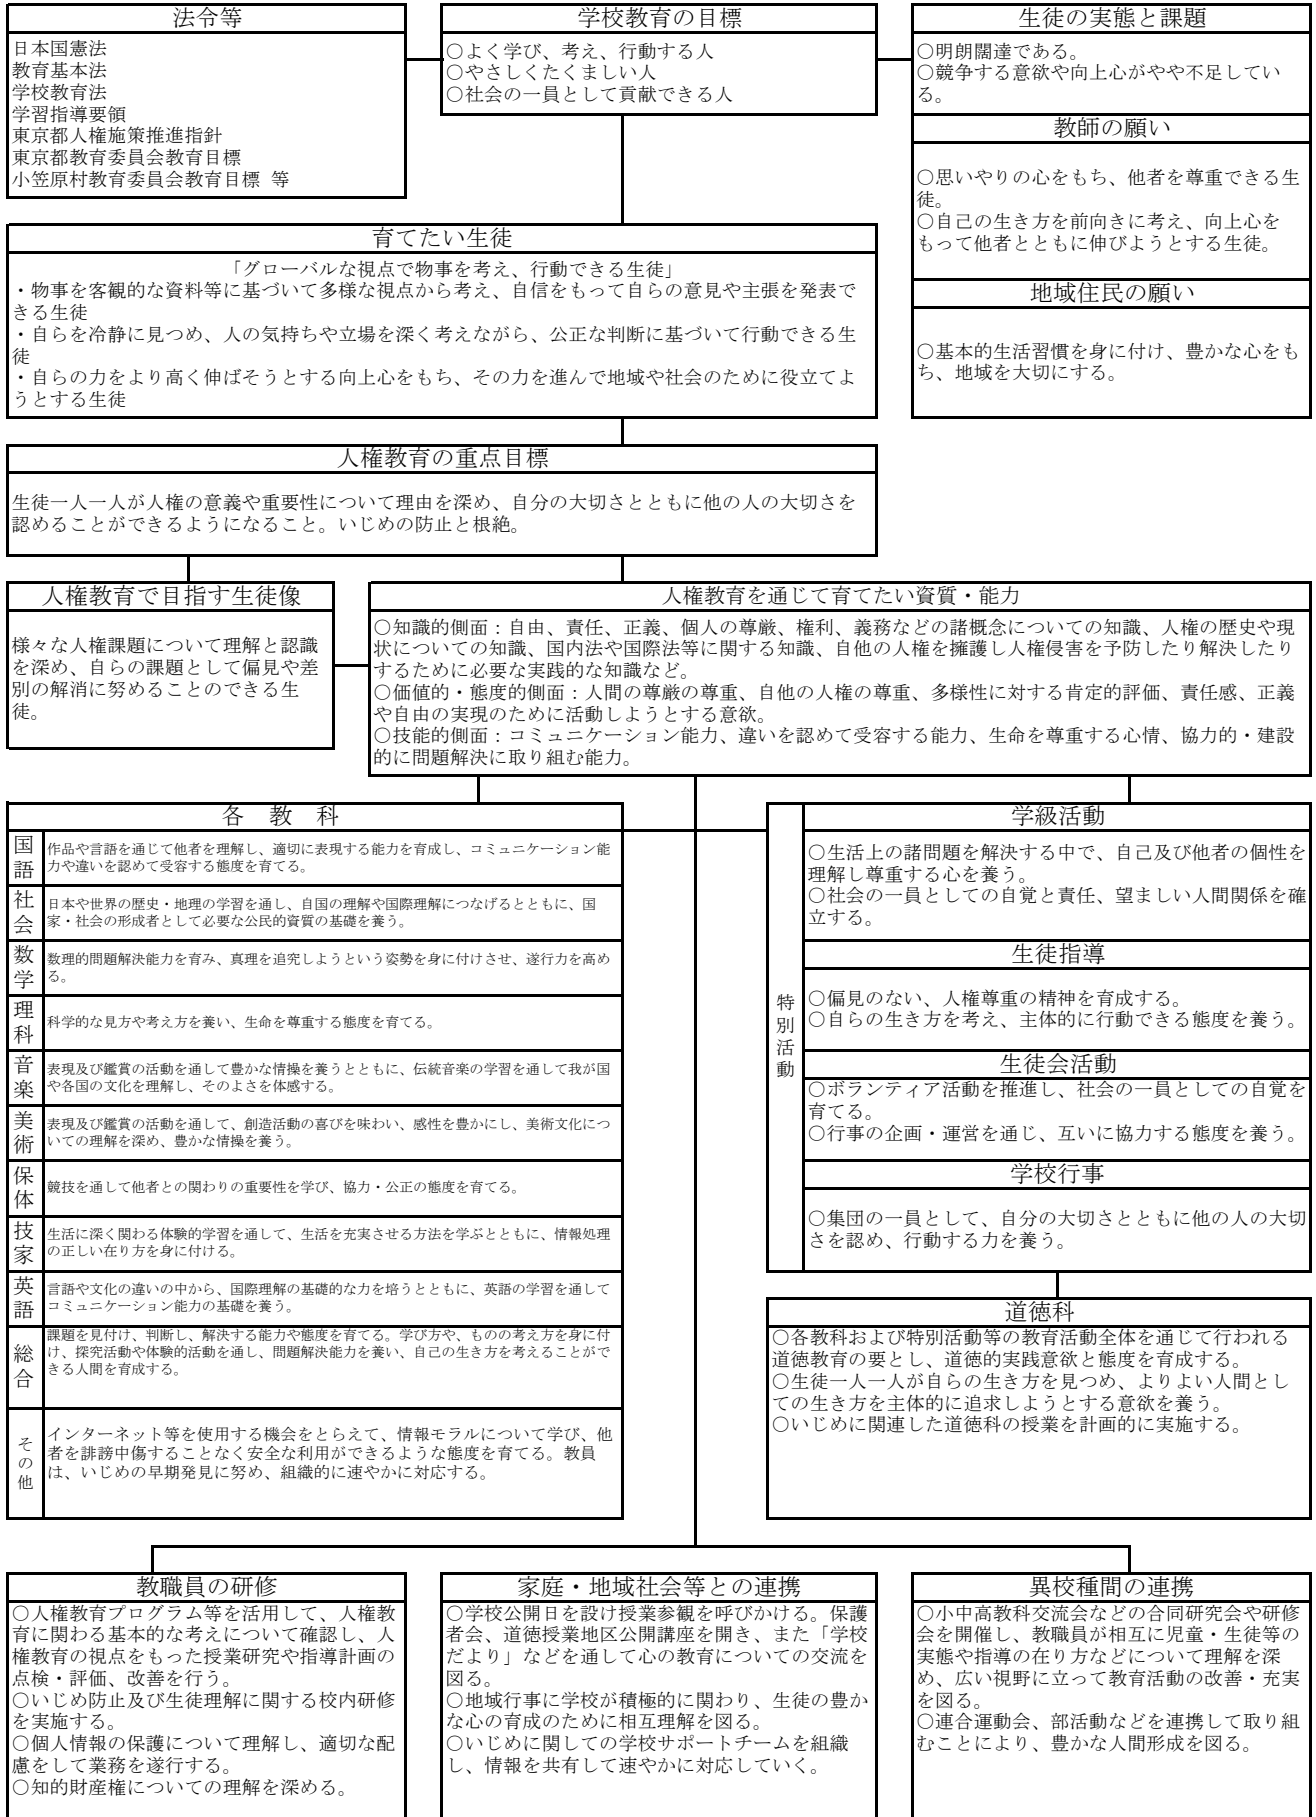 法令等
日本国憲法
教育基本法
学校教育法
学習指導要領
東京都人権施策推進指針
東京都教育委員会教育目標
小笠原村教育委員会教育目標 等
学校教育の目標
○よく学び、考え、行動する人
○やさしくたくましい人
○社会の一員として貢献できる人
生徒の実態と課題
○明朗闊達である。
○競争する意欲や向上心がやや不足してい
る。
教師の願い
○思いやりの心をもち、他者を尊重できる生
徒。
○自己の生き方を前向きに考え、向上心を
もって他者とともに伸びようとする生徒。
地域住民の願い
○基本的生活習慣を身に付け、豊かな心をも
ち、地域を大切にする。
育てたい生徒
「グローバルな視点で物事を考え、行動できる生徒」
・物事を客観的な資料等に基づいて多様な視点から考え、自信をもって自らの意見や主張を発表で
きる生徒
・自らを冷静に見つめ、人の気持ちや立場を深く考えながら、公正な判断に基づいて行動できる生
徒
・自らの力をより高く伸ばそうとする向上心をもち、その力を進んで地域や社会のために役立てよ
うとする生徒
人権教育の重点目標
生徒一人一人が人権の意義や重要性について理由を深め、自分の大切さとともに他の人の大切さを
認めることができるようになること。いじめの防止と根絶。
人権教育で目指す生徒像
様々な人権課題について理解と認識
を深め、自らの課題として偏見や差
別の解消に努めることのできる生
徒。
人権教育を通じて育てたい資質・能力
○知識的側面：自由、責任、正義、個人の尊厳、権利、義務などの諸概念についての知識、人権の歴史や現
状についての知識、国内法や国際法等に関する知識、自他の人権を擁護し人権侵害を予防したり解決したり
するために必要な実践的な知識など。
○価値的・態度的側面：人間の尊厳の尊重、自他の人権の尊重、多様性に対する肯定的評価、責任感、正義
や自由の実現のために活動しようとする意欲。
○技能的側面：コミュニケーション能力、違いを認めて受容する能力、生命を尊重する心情、協力的・建設
的に問題解決に取り組む能力。
各 教 科
国語
作品や言語を通じて他者を理解し、適切に表現する能力を育成し、コミュニケーション能
力や違いを認めて受容する態度を育てる。
社会
日本や世界の歴史・地理の学習を通し、自国の理解や国際理解につなげるとともに、国
家・社会の形成者として必要な公民的資質の基礎を養う。
数学
数理的問題解決能力を育み、真理を追究しようという姿勢を身に付けさせ、遂行力を高め
る。
理科
科学的な見方や考え方を養い、生命を尊重する態度を育てる。
音楽
表現及び鑑賞の活動を通して豊かな情操を養うとともに、伝統音楽の学習を通して我が国
や各国の文化を理解し、そのよさを体感する。
美術
表現及び鑑賞の活動を通して、創造活動の喜びを味わい、感性を豊かにし、美術文化につ
いての理解を深め、豊かな情操を養う。
保体
競技を通して他者との関わりの重要性を学び、協力・公正の態度を育てる。
技家
生活に深く関わる体験的学習を通して、生活を充実させる方法を学ぶとともに、情報処理
の正しい在り方を身に付ける。
英語
言語や文化の違いの中から、国際理解の基礎的な力を培うとともに、英語の学習を通して
コミュニケーション能力の基礎を養う。
総合
課題を見付け、判断し、解決する能力や態度を育てる。学び方や、ものの考え方を身に付
け、探究活動や体験的活動を通し、問題解決能力を養い、自己の生き方を考えることがで
きる人間を育成する。
その他
インターネット等を使用する機会をとらえて、情報モラルについて学び、他
者を誹謗中傷することなく安全な利用ができるような態度を育てる。教員
は、いじめの早期発見に努め、組織的に速やかに対応する。
特別活動
学級活動
○生活上の諸問題を解決する中で、自己及び他者の個性を
理解し尊重する心を養う。
○社会の一員としての自覚と責任、望ましい人間関係を確
立する。
生徒指導
○偏見のない、人権尊重の精神を育成する。
○自らの生き方を考え、主体的に行動できる態度を養う。
生徒会活動
○ボランティア活動を推進し、社会の一員としての自覚を
育てる。
○行事の企画・運営を通じ、互いに協力する態度を養う。
学校行事
○集団の一員として、自分の大切さとともに他の人の大切
さを認め、行動する力を養う。
道徳科
○各教科および特別活動等の教育活動全体を通じて行われる
道徳教育の要とし、道徳的実践意欲と態度を育成する。
○生徒一人一人が自らの生き方を見つめ、よりよい人間とし
ての生き方を主体的に追求しようとする意欲を養う。
○いじめに関連した道徳科の授業を計画的に実施する。
教職員の研修
○人権教育プログラム等を活用して、人権教
育に関わる基本的な考えについて確認し、人
権教育の視点をもった授業研究や指導計画の
点検・評価、改善を行う。
○いじめ防止及び生徒理解に関する校内研修
を実施する。
○個人情報の保護について理解し、適切な配
慮をして業務を遂行する。
○知的財産権についての理解を深める。
家庭・地域社会等との連携
○学校公開日を設け授業参観を呼びかける。保護
者会、道徳授業地区公開講座を開き、また「学校
だより」などを通して心の教育についての交流を
図る。
○地域行事に学校が積極的に関わり、生徒の豊か
な心の育成のために相互理解を図る。
○いじめに関しての学校サポートチームを組織
し、情報を共有して速やかに対応していく。
異校種間の連携
○小中高教科交流会などの合同研究会や研修
会を開催し、教職員が相互に児童・生徒等の
実態や指導の在り方などについて理解を深
め、広い視野に立って教育活動の改善・充実
を図る。
○連合運動会、部活動などを連携して取り組
むことにより、豊かな人間形成を図る。